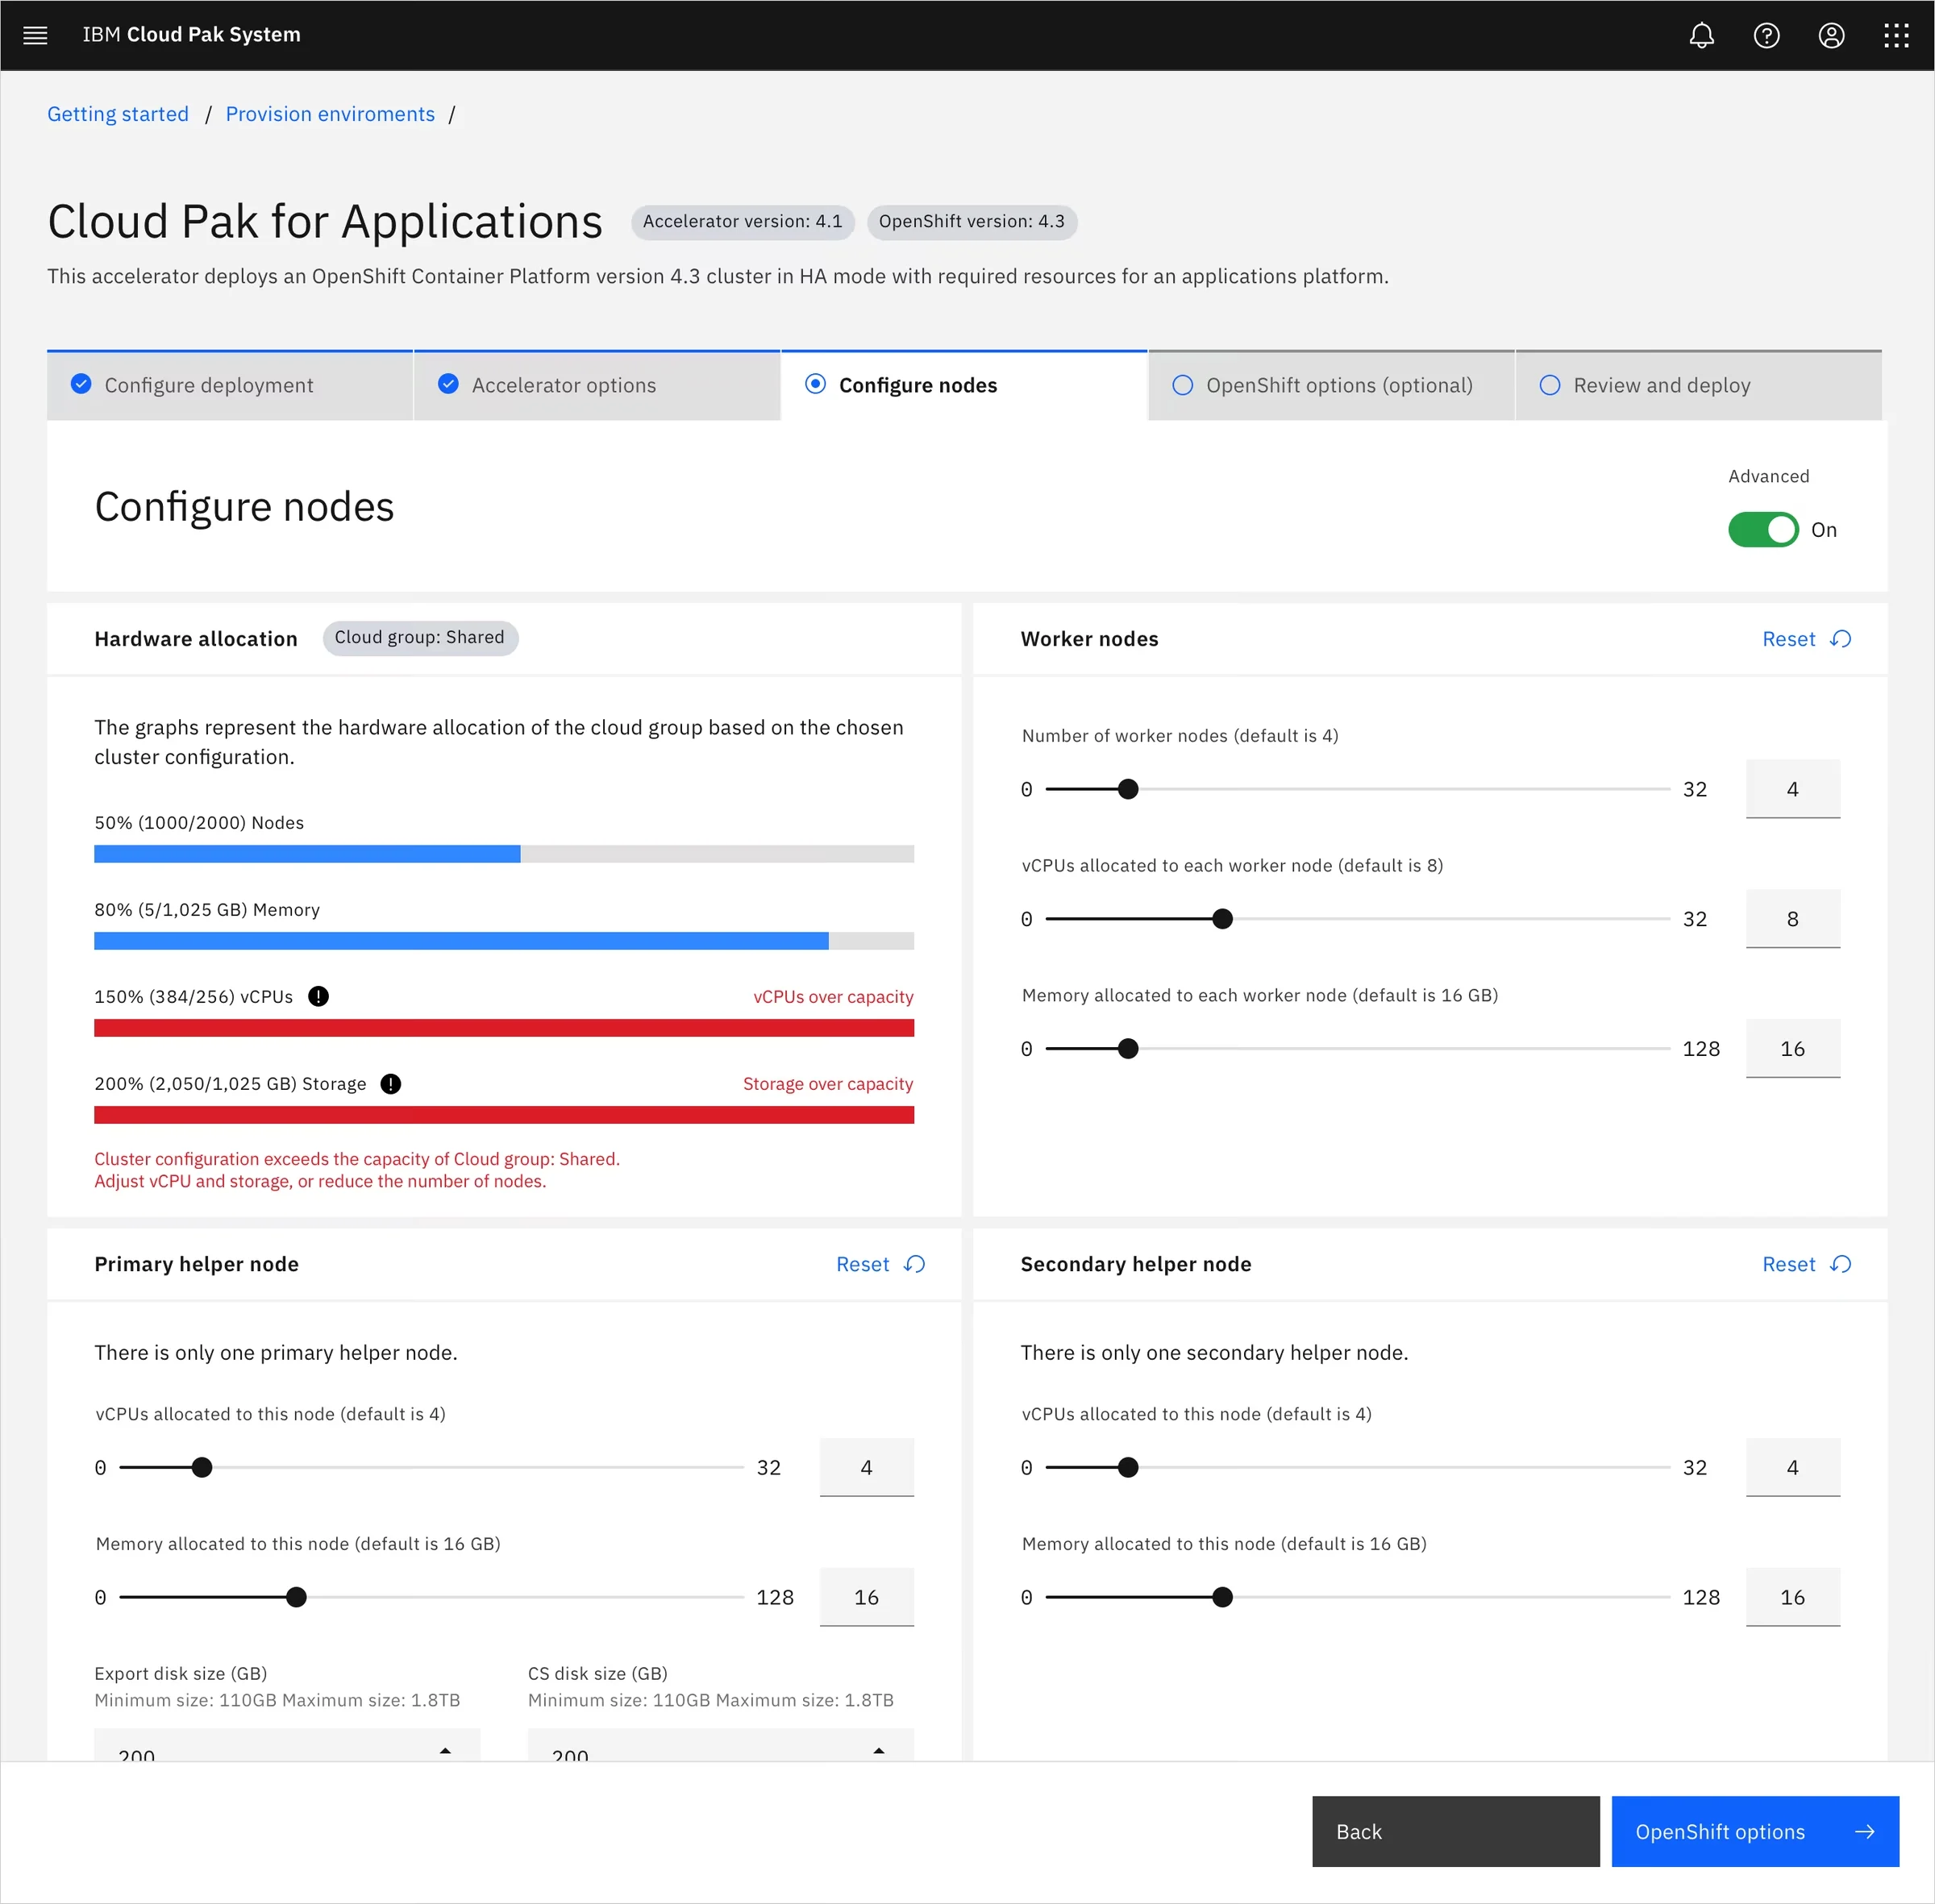 IBM Cloud Pak System
Getting started / Provision enviroments /
Cloud Pak for Applications
Accelerator version: 4.1
OpenShift version: 4.3
This accelerator deploys an OpenShift Container Platform version 4.3 cluster in HA mode with required resources for an applications platform.
Configure deployment
Accelerator options
Configure nodes
OpenShift options (optional)
Review and deploy
Configure nodes
Advanced
On
Hardware allocation
Cloud group: Shared
The graphs represent the hardware allocation of the cloud group based on the chosen
cluster configuration.
50% (1000/2000) Nodes
80% (5/1,025 GB) Memory
150% (384/256) vCPUs
vCPUs over capacity
200% (2,050/1,025 GB) Storage
Storage over capacity
Cluster configuration exceeds the capacity of Cloud group: Shared.
Adjust vCPU and storage, or reduce the number of nodes.
Worker nodes
Reset
Number of worker nodes (default is 4)
0 32 4
vCPUs allocated to each worker node (default is 8)
0 32 8
Memory allocated to each worker node (default is 16 GB)
0 128 16
Primary helper node
Reset
There is only one primary helper node.
vCPUs allocated to this node (default is 4)
0 32 4
Memory allocated to this node (default is 16 GB)
0 128 16
Export disk size (GB)
Minimum size: 110GB Maximum size: 1.8TB
200
CS disk size (GB)
Minimum size: 110GB Maximum size: 1.8TB
200
Secondary helper node
Reset
There is only one secondary helper node.
vCPUs allocated to this node (default is 4)
0 32 4
Memory allocated to this node (default is 16 GB)
0 128 16
Back
OpenShift options